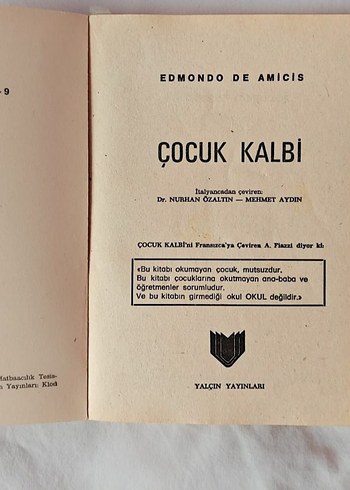 9
Matbaacılık Tesis-
n Yayınları: Klod
EDMONDO DE AMICIS
ÇOCUK KALBİ
İtalyancadan çeviren:
Dr. NURHAN ÖZALTIN — MEHMET AYDIN
ÇOCUK KALBİ'ni Fransızca'ya Çeviren A. Piazzi diyor ki:
«Bu kitabı okumayan çocuk, mutsuzdur.
Bu kitabı çocuklarına okutmayan ana-baba ve
öğretmenler sorumludur.
Ve bu kitabın girmediği okul OKUL değildir.»
YALÇIN YAYINLARI